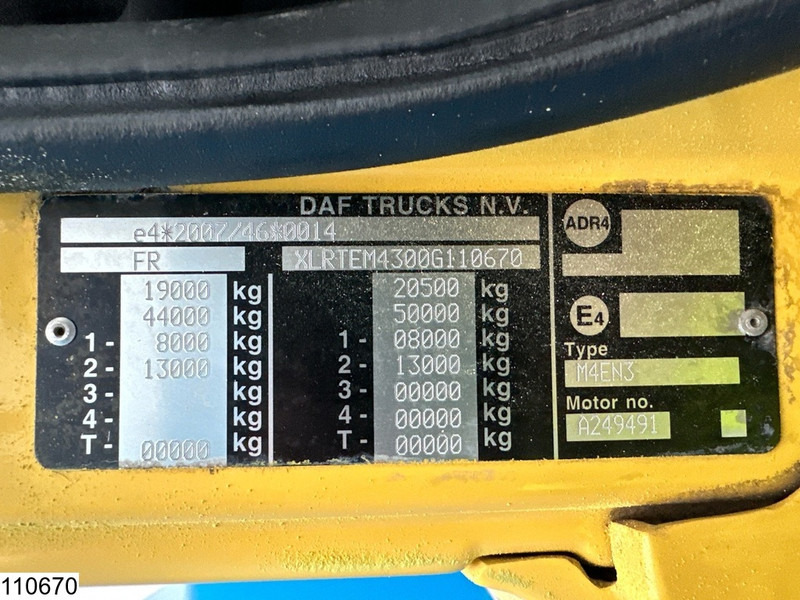 DAF TRUCKS N.V.
e4*2007/46*0014
FR XLRTEM4300G110670
19000 kg 20500 kg
44000 kg 50000 kg
1- 8000 kg 1- 08000 kg
2- 13000 kg 2- 13000 kg
3- kg 3- 00000 kg
4- kg 4- 00000 kg
T- 00000 kg T- 00000 kg
ADR4
E4
Type
M4EN3
Motor no.
A249491
110670